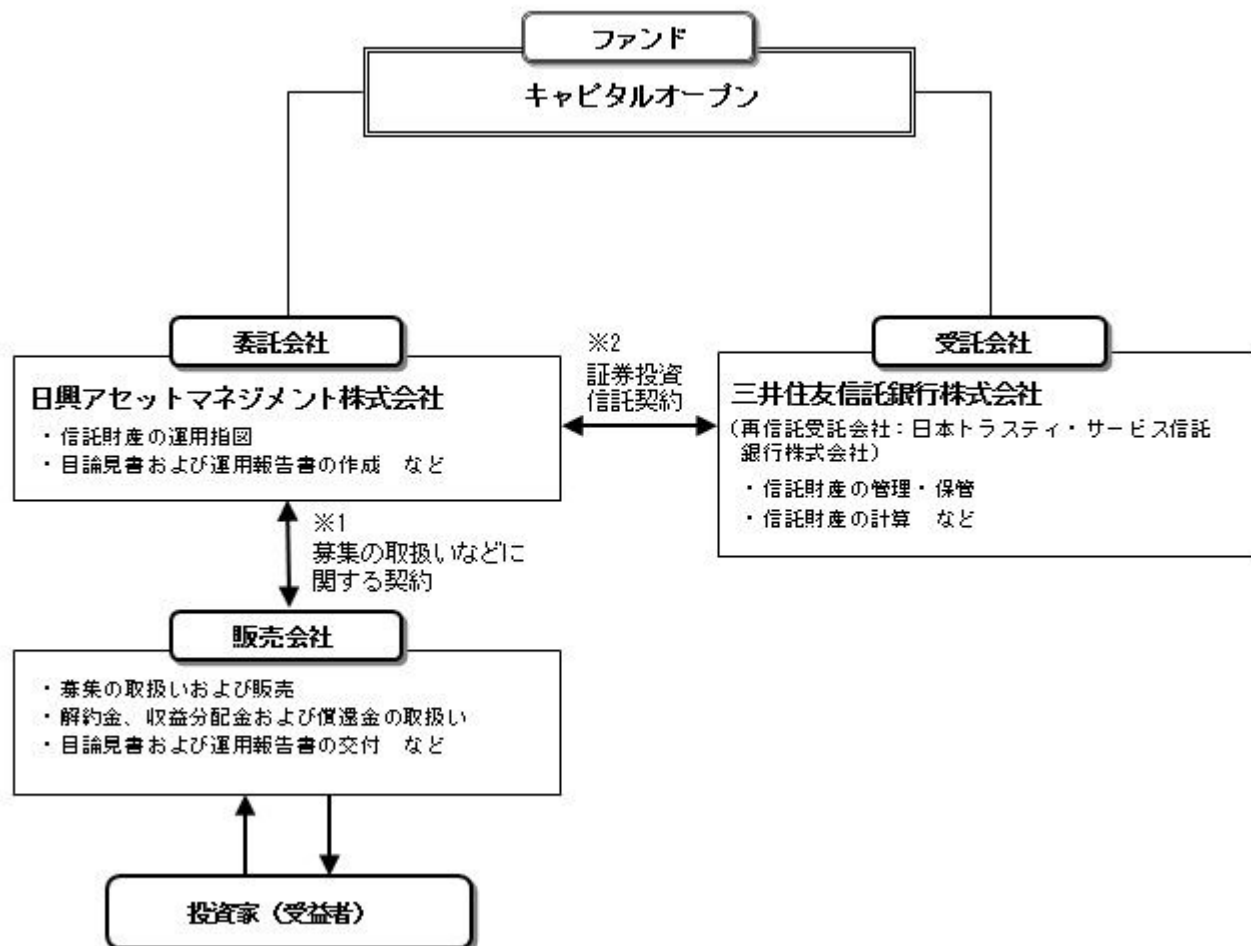 ファンド
キャピタルオープン
委託会社
日興アセットマネジメント株式会社
・信託財産の運用指図
・目論見書および運用報告書の作成　など
※2
証券投資
信託契約
受託会社
三井住友信託銀行株式会社
（再信託受託会社：日本トラスティ・サービス信託
銀行株式会社）
・信託財産の管理・保管
・信託財産の計算　など
※1
募集の取扱いなどに
関する契約
販売会社
・募集の取扱いおよび販売
・解約金、収益分配金および償還金の取扱い
・目論見書および運用報告書の交付　など
投資家（受益者）